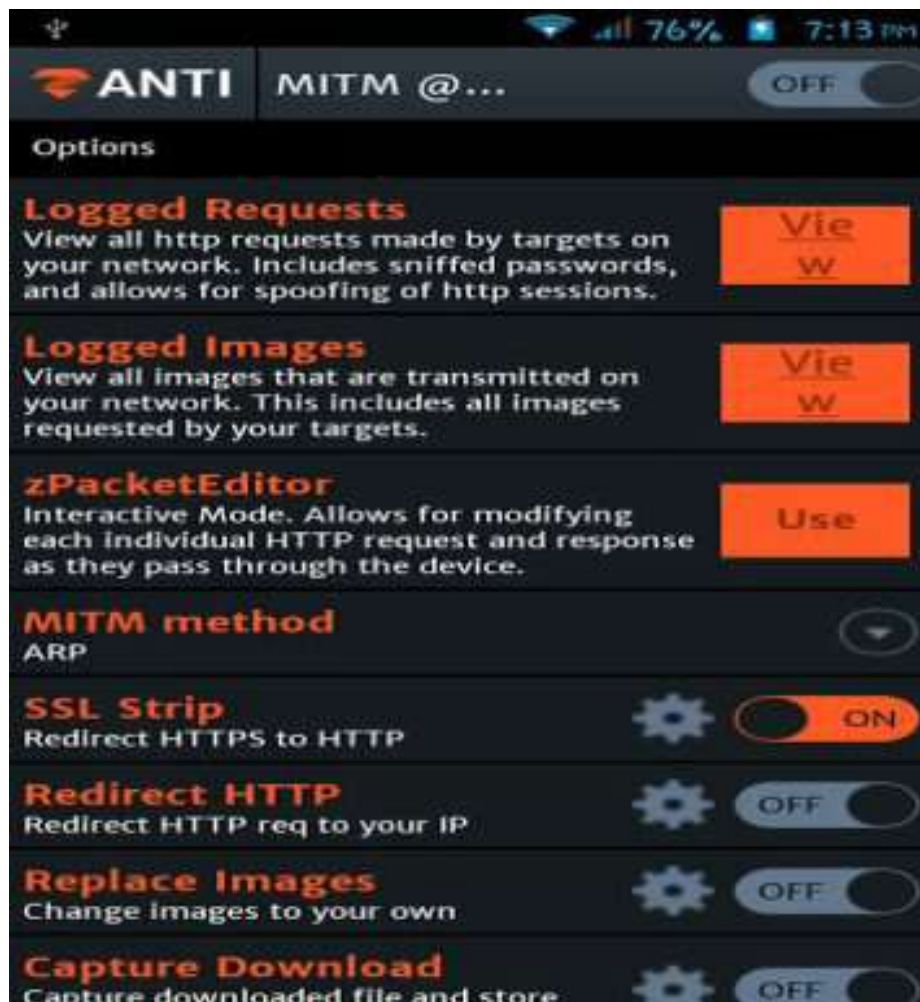 76% 7:13 PM
ANTI MITM @... OFF
Options
Logged Requests
View all http requests made by targets on
your network. Includes sniffed passwords,
and allows for spoofing of http sessions.
Vie
w
Logged Images
View all images that are transmitted on
your network. This includes all images
requested by your targets.
Vie
w
zPacketEditor
Interactive Mode. Allows for modifying
each individual HTTP request and response
as they pass through the device.
Use
MITM method
ARP
SSL Strip
Redirect HTTPS to HTTP
ON
Redirect HTTP
Redirect HTTP req to your IP
OFF
Replace Images
Change images to your own
OFF
Capture Download
Capture downloaded file and store
OFF